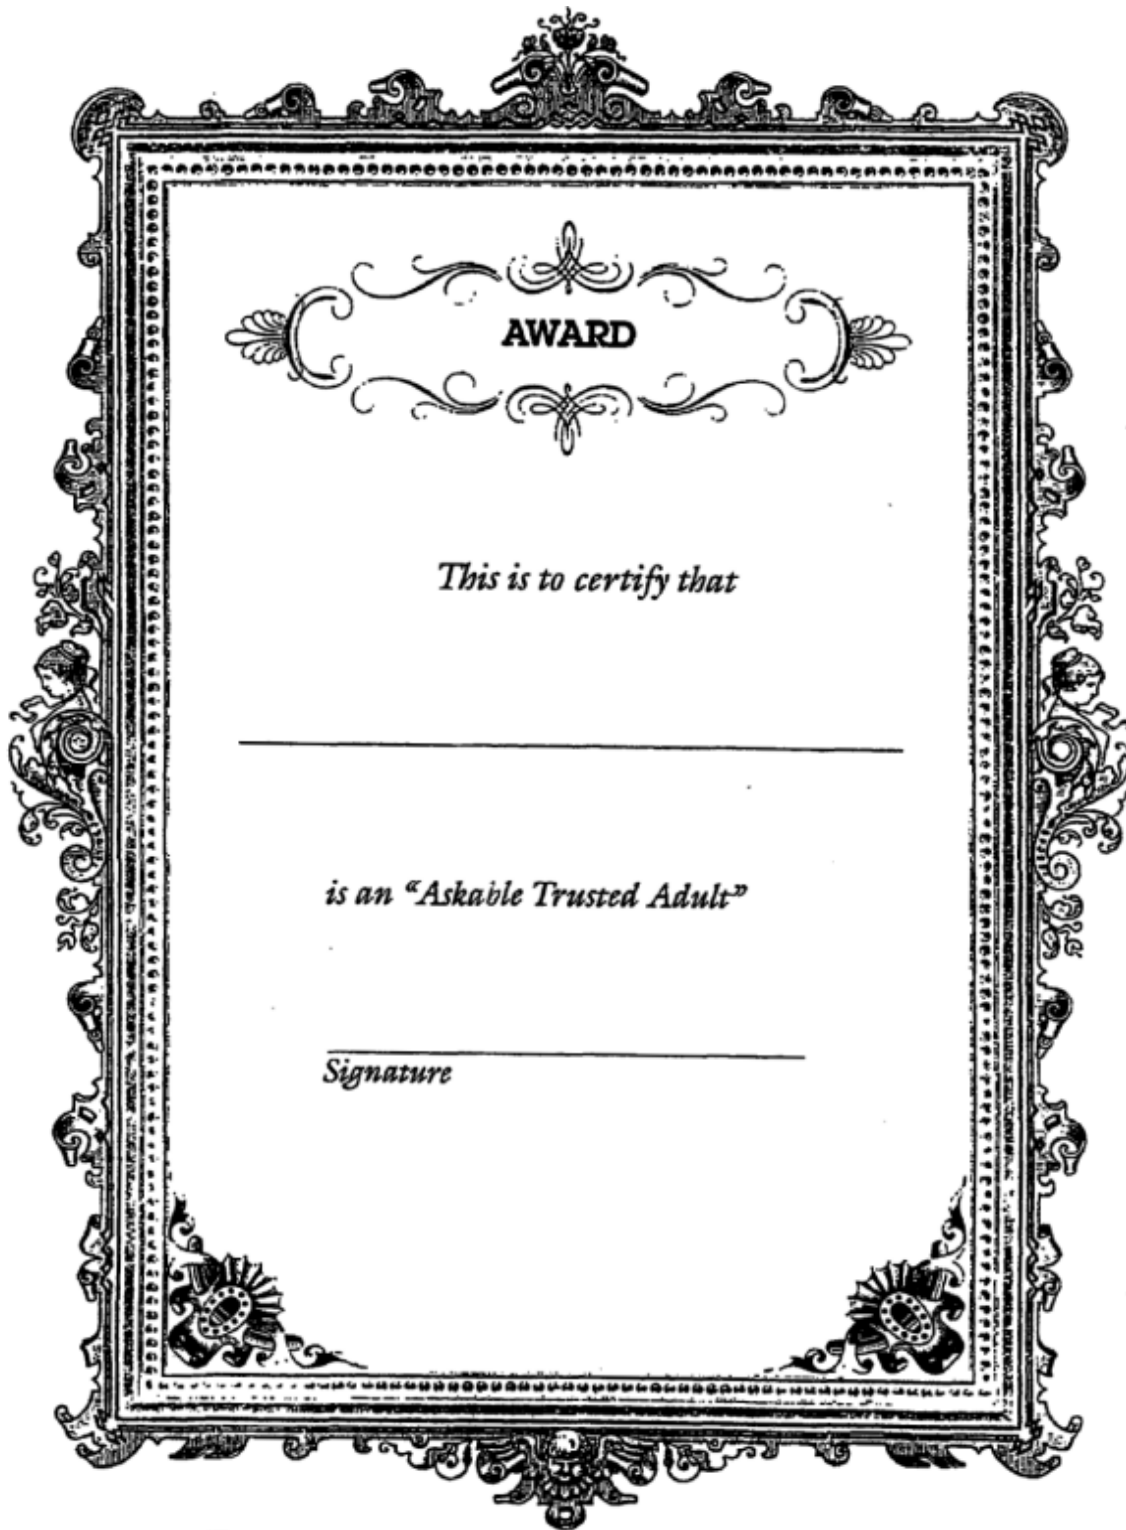 AWARD
This is to certify that
is an “Askable Trusted Adult”
Signature